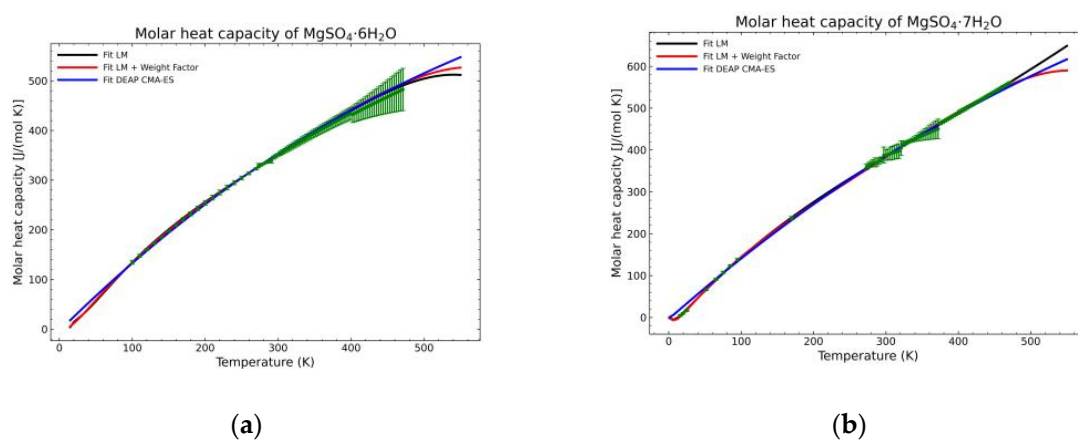 Molar heat capacity of MgSO₄·6H₂O
Fit LM
Fit LM + Weight Factor
Fit DEAP CMA-ES
Molar heat capacity [J/(mol K)]
500
400
300
200
100
0
0 100 200 300 400 500
Temperature (K)
(a)
Molar heat capacity of MgSO₄·7H₂O
Fit LM
Fit LM + Weight Factor
Fit DEAP CMA-ES
Molar heat capacity [J/(mol K)]
600
500
400
300
200
100
0
0 100 200 300 400 500
Temperature (K)
(b)